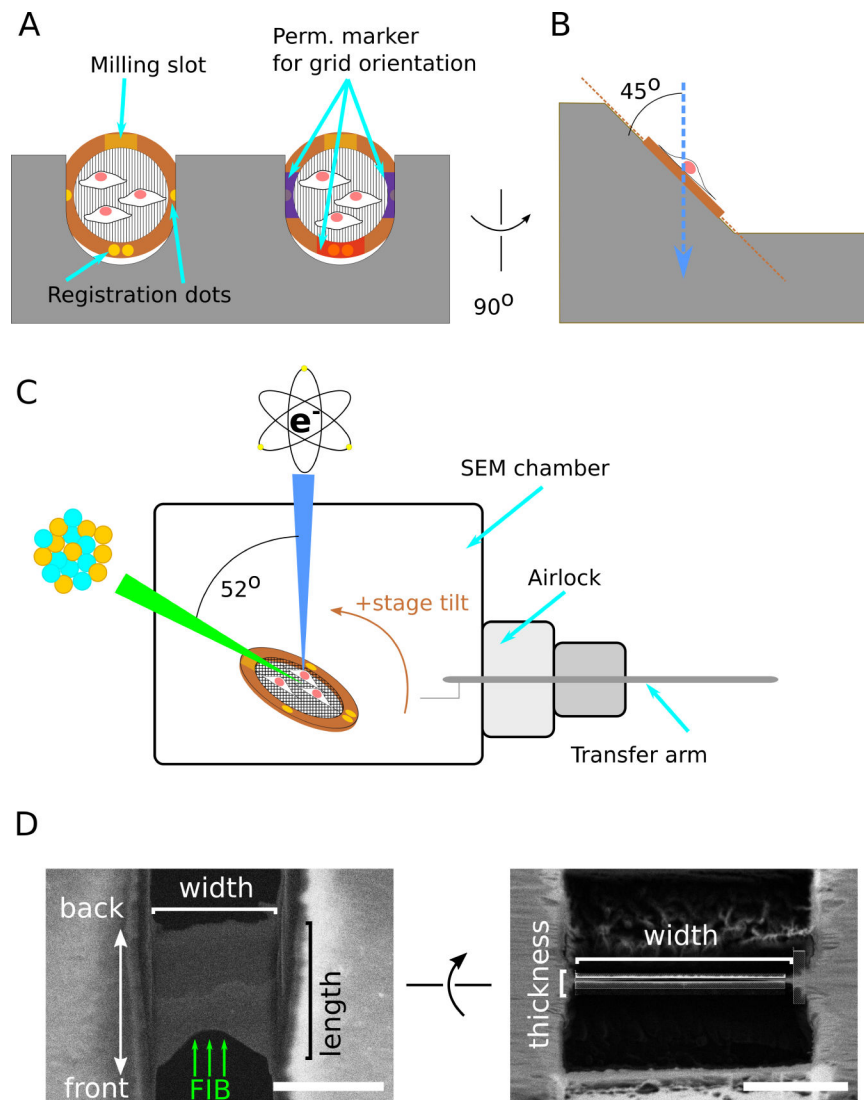 A
B
Perm. marker
for grid orientation
Milling slot
45o
Registration dots
90o
C
e-
SEM chamber
52o
+stage tilt
Airlock
Transfer arm
D
width
back
length
front
FIB
width
thickness